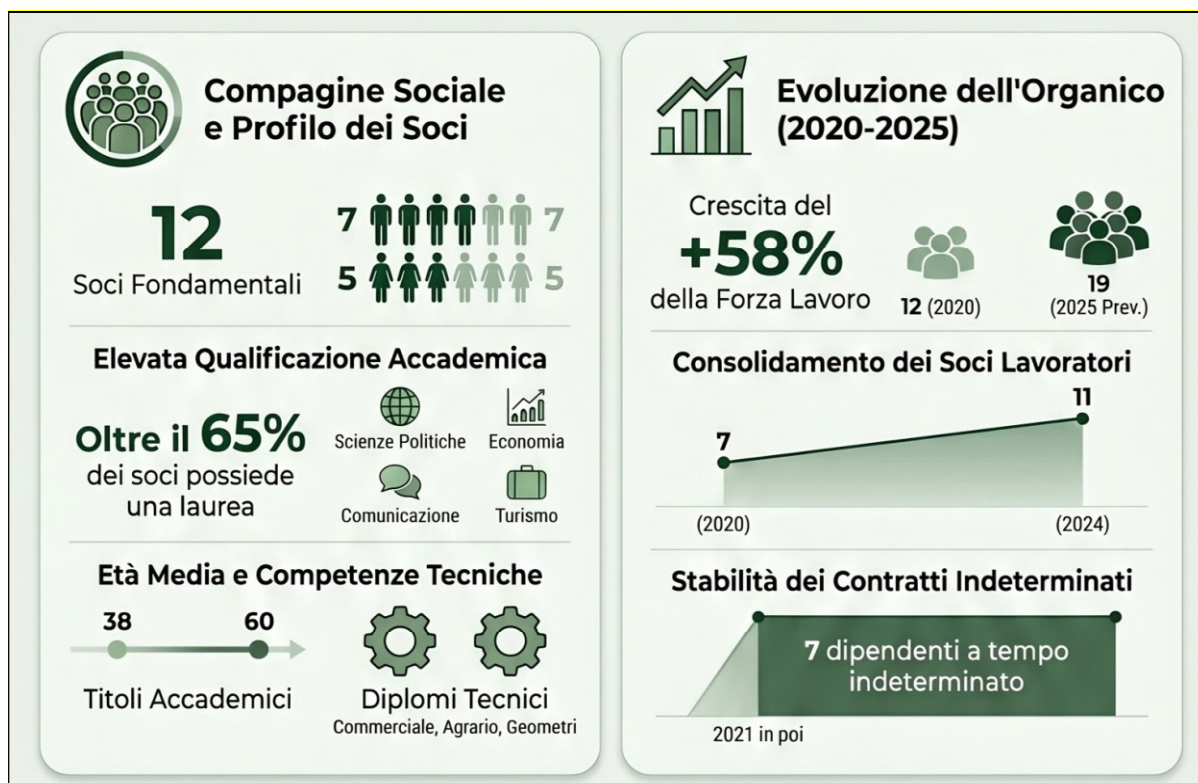 Compagine Sociale
e Profilo dei Soci
12
Soci Fondamentali
7 7
5 5
Elevata Qualificazione Accademica
Oltre il 65%
dei soci possiede
una laurea
Scienze Politiche Economia
Comunicazione Turismo
Età Media e Competenze Tecniche
38 60
Titoli Accademici
Diplomi Tecnici
Commerciale, Agrario, Geometri
Evoluzione dell'Organico
(2020-2025)
Crescita del
+58%
della Forza Lavoro
12 (2020)
19
(2025 Prev.)
Consolidamento dei Soci Lavoratori
7
11
(2020)
(2024)
Stabilità dei Contratti Indeterminati
7 dipendenti a tempo
indeterminato
2021 in poi